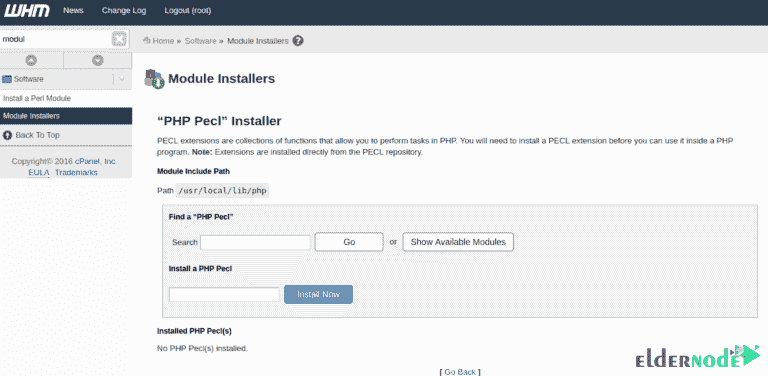 WHM
News
Change Log
Logout (root)
modul
Software
Install a Perl Module
Module Installers
Back To Top
Copyright© 2016 cPanel, Inc.
EULA Trademarks
Home » Software » Module Installers
Module Installers
“PHP Pecl” Installer
PECL extensions are collections of functions that allow you to perform tasks in PHP. You will need to install a PECL extension before you can use it inside a PHP
program. Note: Extensions are installed directly from the PECL repository.
Module Include Path
Path /usr/local/lib/php
Find a “PHP Pecl”
Search Go or Show Available Modules
Install a PHP Pecl
Install Now
Installed PHP Pecl(s)
No PHP Pecl(s) installed.
[ Go Back ]
ELDERNODE